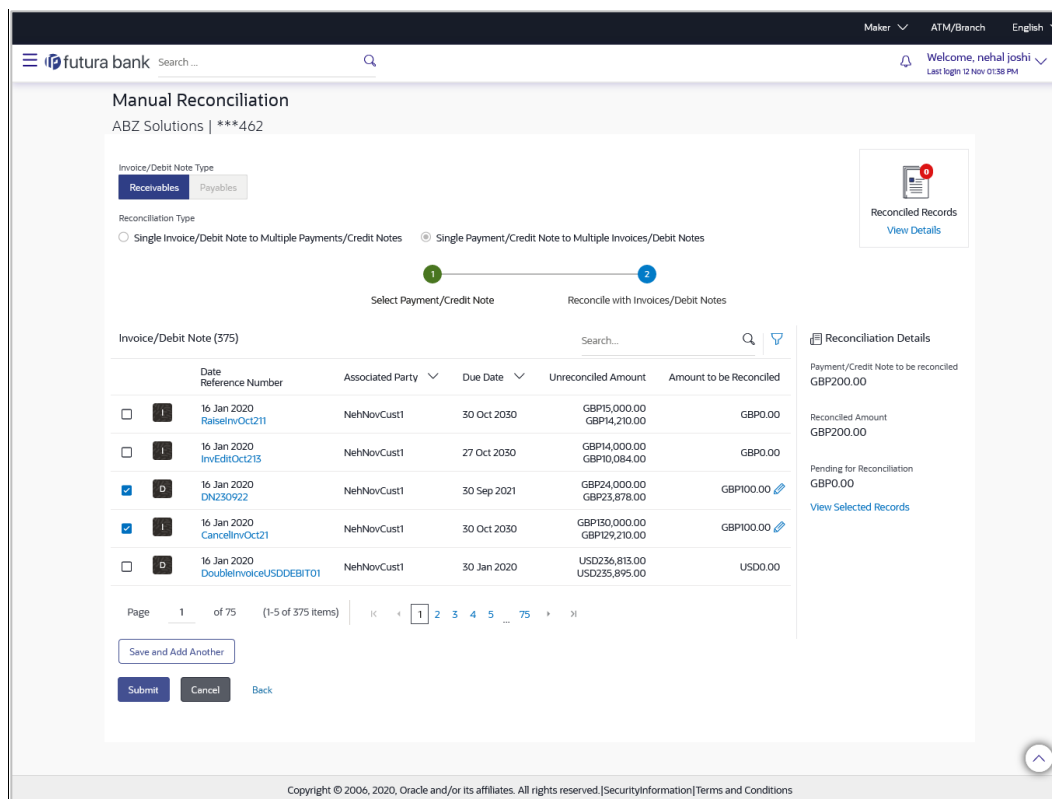 Maker ATM/Branch English
futura bank Search ... Welcome, nehal joshi
Last login 12 Nov 01:38 PM
Manual Reconciliation
ABZ Solutions | ***462
Invoice/Debit Note Type
Receivables Payables
Reconciliation Type
Single Invoice/Debit Note to Multiple Payments/Credit Notes Single Payment/Credit Note to Multiple Invoices/Debit Notes
0
Reconciled Records
View Details
1 2
Select Payment/Credit Note Reconcile with Invoices/Debit Notes
Invoice/Debit Note (375) Search...
Date
Reference Number Associated Party Due Date Unreconciled Amount Amount to be Reconciled
I 16 Jan 2020
RaiseInvOct211 NehNovCust1 30 Oct 2030 GBP15,000.00
GBP14,210.00 GBP0.00
I 16 Jan 2020
InvEditOct213 NehNovCust1 27 Oct 2030 GBP14,000.00
GBP10,084.00 GBP0.00
D 16 Jan 2020
DN230922 NehNovCust1 30 Sep 2021 GBP24,000.00
GBP23,878.00 GBP100.00
I 16 Jan 2020
CancelInvOct21 NehNovCust1 30 Oct 2030 GBP130,000.00
GBP129,210.00 GBP100.00
D 16 Jan 2020
DoubleInvoiceUSDDEBIT01 NehNovCust1 30 Jan 2020 USD236,813.00
USD235,895.00 USD0.00
Page 1 of 75 (1-5 of 375 items) 1 2 3 4 5 ... 75
Reconciliation Details
Payment/Credit Note to be reconciled
GBP200.00
Reconciled Amount
GBP200.00
Pending for Reconciliation
GBP0.00
View Selected Records
Save and Add Another
Submit Cancel Back
Copyright © 2006, 2020, Oracle and/or its affiliates. All rights reserved.|SecurityInformation|Terms and Conditions